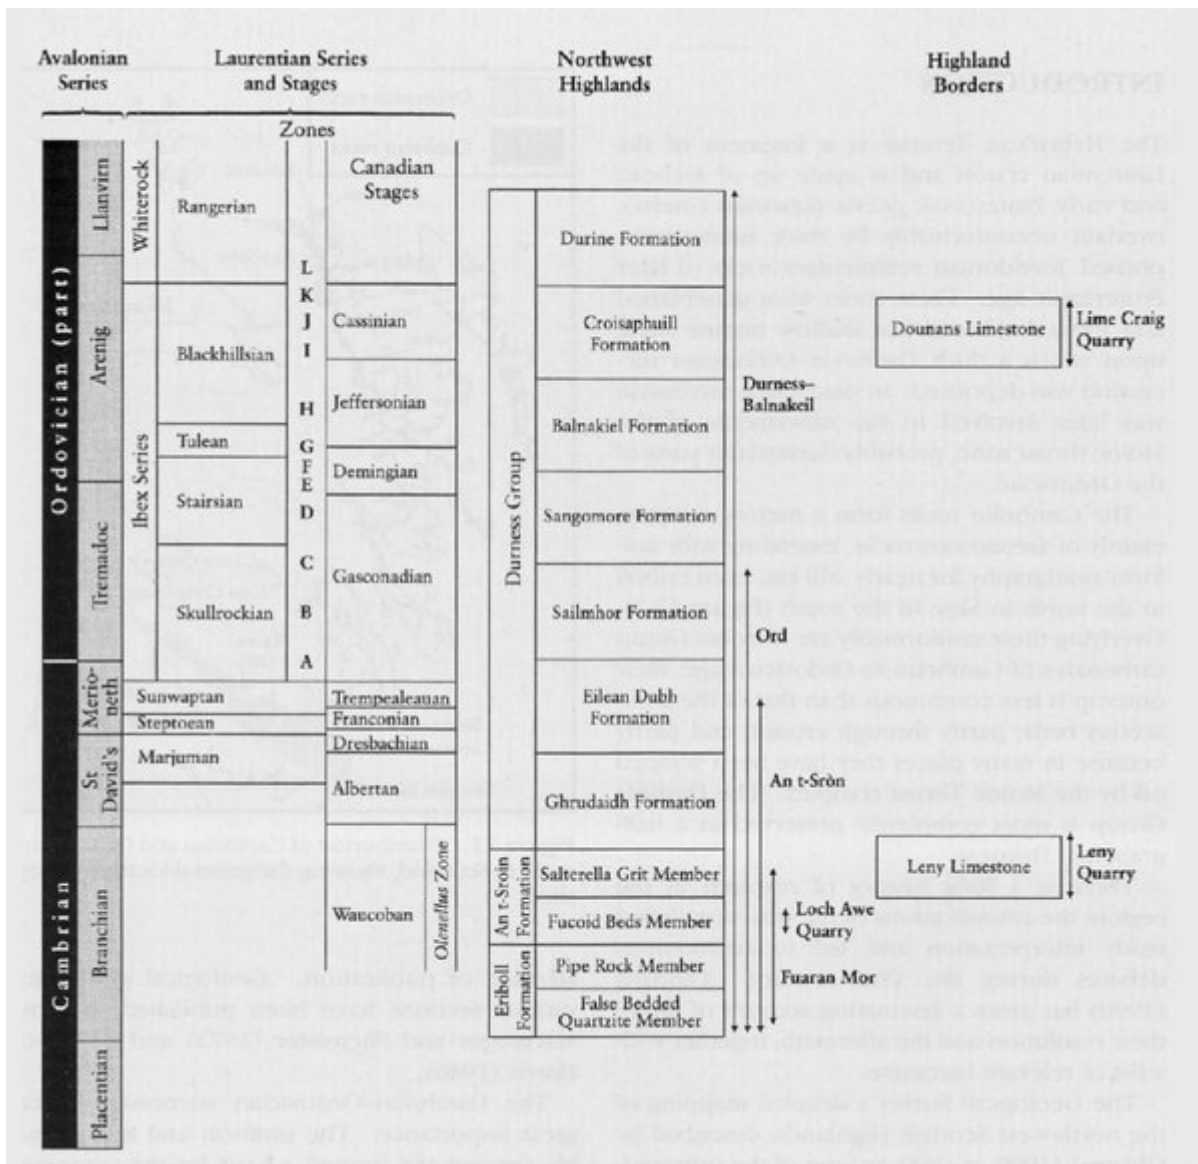 Avalonian
Series
Laurentian Series
and Stages
Northwest
Highlands
Highland
Borders
Zones
Canadian
Stages
Ordovician (part)
Cambrian
Llanvirn
Arenig
Tremadoc
Merio-
neth
St
David's
Branchian
Placentian
Whiterock
Ibex Series
Rangerian
Blackhillsian
Tulean
Stairsian
Skullrockian
Sunwaptan
Steptoean
Marjuman
L
K
J
I
H
G
F
E
D
C
B
A
Cassinian
Jeffersonian
Demingian
Gasconadian
Trempealeauan
Franconian
Dresbachian
Albertan
Waucoban
Olenellus Zone
Durness Group
An t-Sroin
Formation
Eriboll
Formation
Durine Formation
Croisaphuill
Formation
Balnakiel Formation
Sangomore Formation
Sailmhor Formation
Eilean Dubh
Formation
Ghrudaidh Formation
Salterella Grit Member
Fucoid Beds Member
Pipe Rock Member
False Bedded
Quartzite Member
Durness–
Balnakeil
Ord
An t-Sròn
Loch Awe
Quarry
Fuaran Mor
Dounans Limestone
Lime Craig
Quarry
Leny Limestone
Leny
Quarry